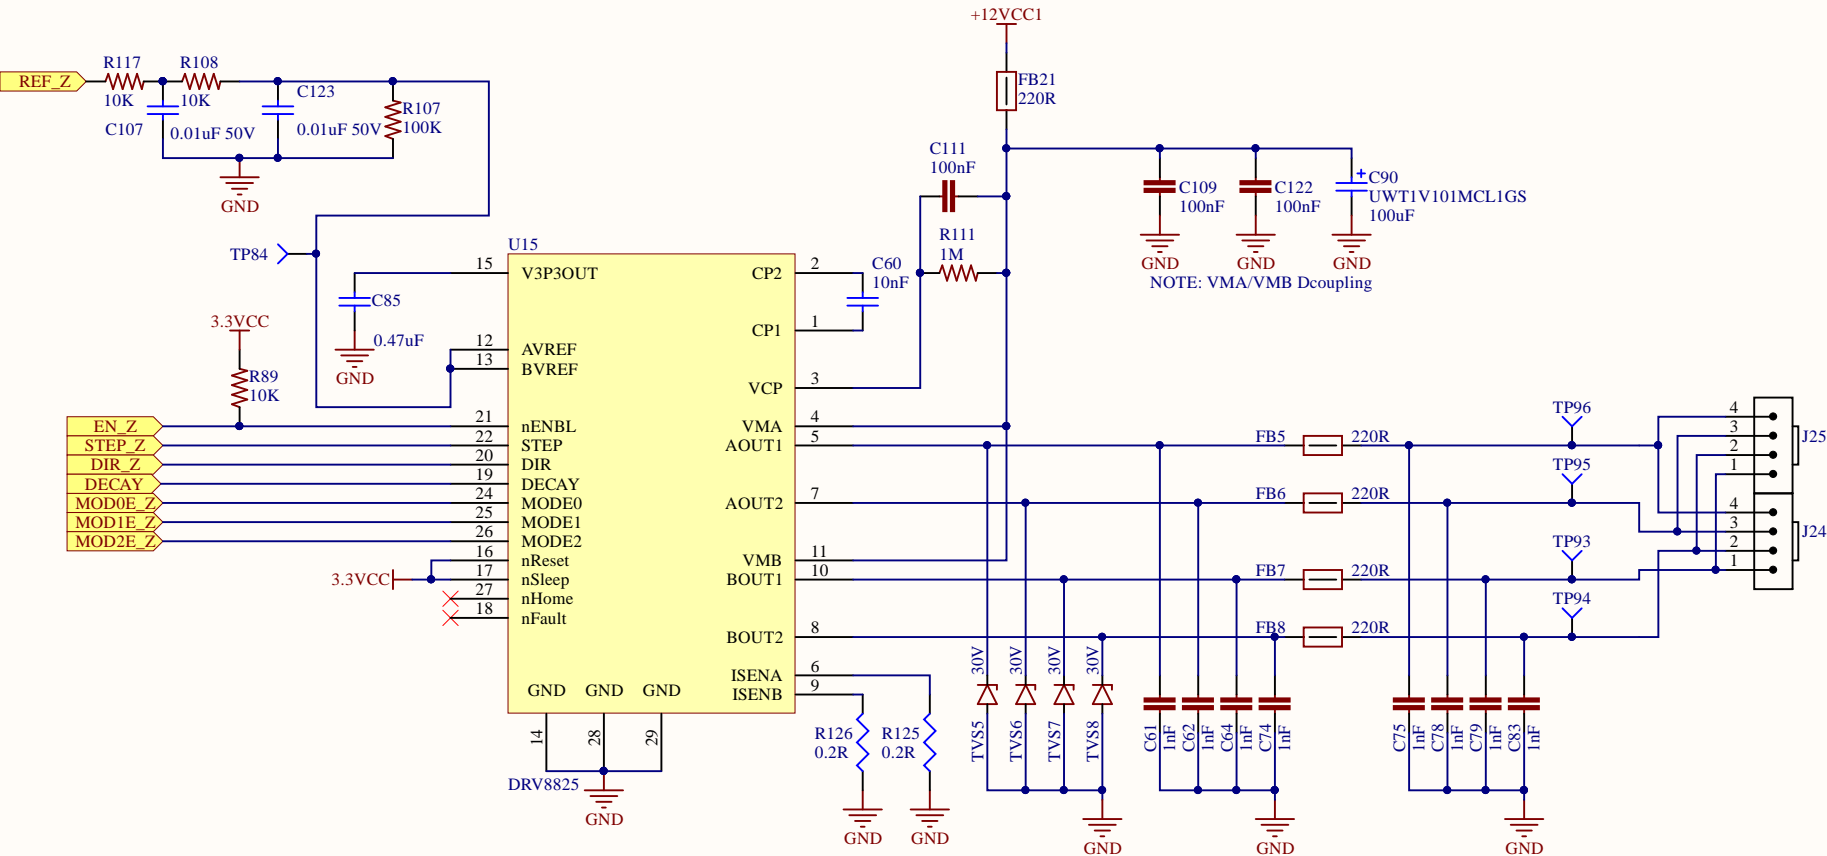 +12VCC1
FB21
220R
REF_Z
R117
10K
R108
10K
C107
0.01uF 50V
C123
0.01uF 50V
R107
100K
GND
TP84
C111
100nF
R111
1M
C109
100nF
GND
C122
100nF
GND
C90
UWT1V101MCL1GS
100uF
GND
NOTE: VMA/VMB Dcoupling
C60
10nF
C85
0.47uF
GND
3.3VCC
R89
10K
EN_Z
STEP_Z
DIR_Z
DECAY
MOD0E_Z
MOD1E_Z
MOD2E_Z
3.3VCC
U15
15 V3P3OUT
12 AVREF
13 BVREF
21 nENBL
22 STEP
20 DIR
19 DECAY
24 MODE0
25 MODE1
26 MODE2
16 nReset
17 nSleep
27 nHome
18 nFault
CP2 2
CP1 1
VCP 3
VMA 4
AOUT1 5
AOUT2 7
VMB 11
BOUT1 10
BOUT2 8
ISENA 6
ISENB 9
GND GND GND
14 28 29
DRV8825
GND
R126
0.2R
GND
R125
0.2R
GND
30V TVS5
30V TVS6
30V TVS7
30V TVS8
GND
C61 1nF
C62 1nF
C64 1nF
C74 1nF
GND
FB5 220R
FB6 220R
FB7 220R
FB8 220R
C75 1nF
C78 1nF
C79 1nF
C83 1nF
GND
TP96
TP95
TP93
TP94
4
3
2
1
J25
4
3
2
1
J24